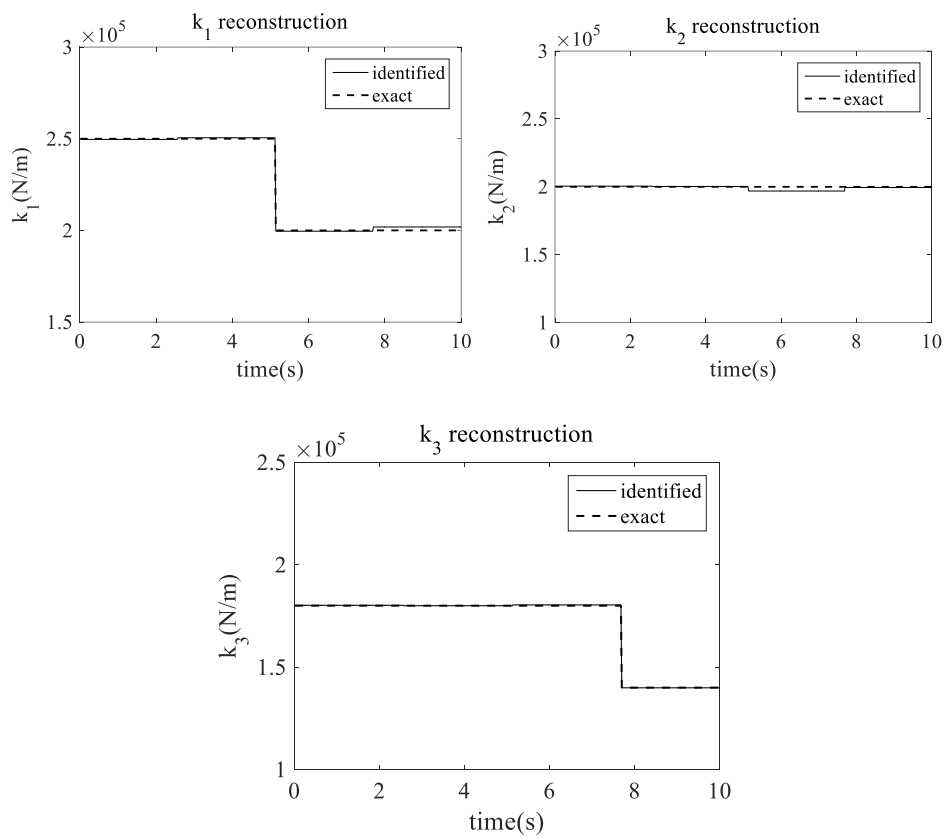 k1 reconstruction
×10^5
3
2.5
2
1.5
k1(N/m)
identified
exact
0 2 4 6 8 10
time(s)
k2 reconstruction
×10^5
3
2.5
2
1.5
1
k2(N/m)
identified
exact
0 2 4 6 8 10
time(s)
k3 reconstruction
×10^5
2.5
2
1.5
1
k3(N/m)
identified
exact
0 2 4 6 8 10
time(s)